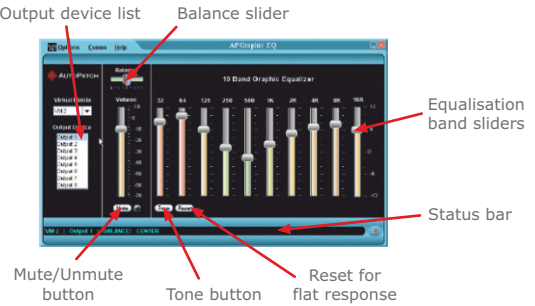 Output device list
Balance slider
Options Comm Help
APGraphic EQ
AUTOPATCH
Balance
10 Band Graphic Equalizer
Virtual Matrix
Volume
32 64 125 250 500 1K 2K 4K 8K 16K
Output Device
Output 1
Output 2
Output 3
Output 4
Output 5
Output 6
Output 7
Output 8
Equalisation
band sliders
Mute
Tone
Status bar
VM 2 | Output 1 | BALANCE: CENTER
Mute/Unmute
button
Tone button
Reset for
flat response